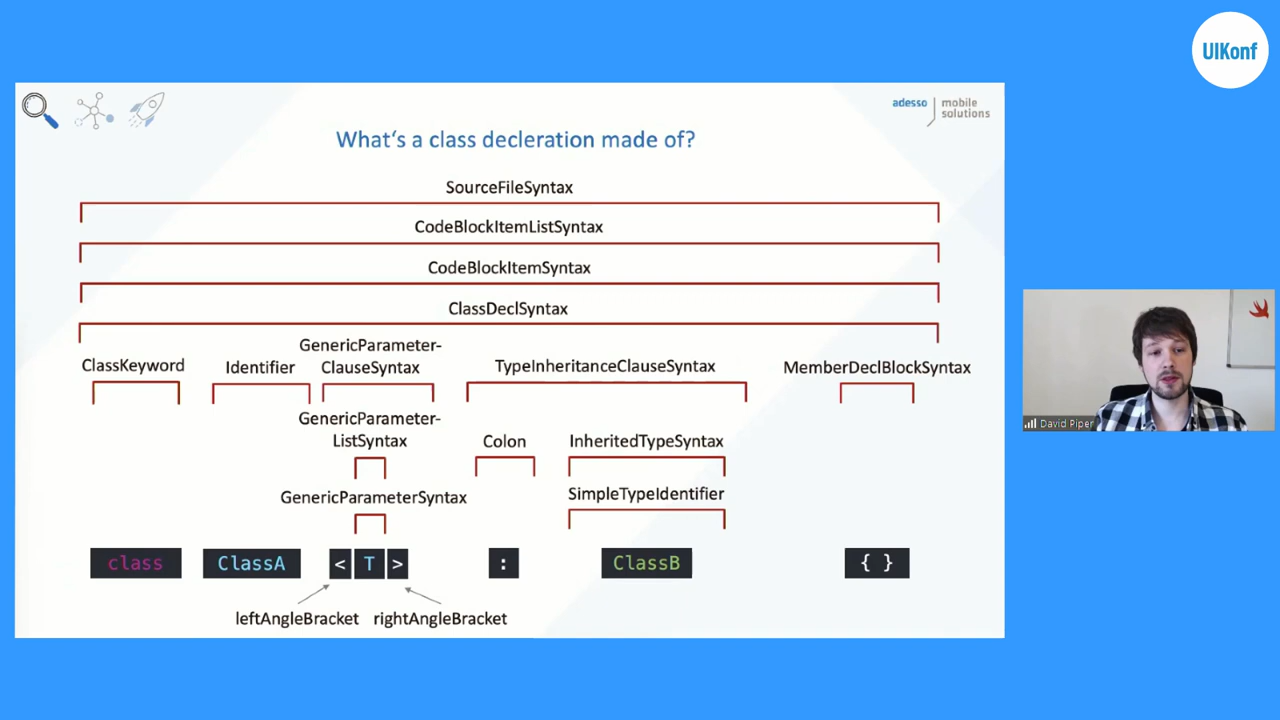 UIKonf
adesso
mobile
solutions
What's a class decleration made of?
SourceFileSyntax
CodeBlockItemListSyntax
CodeBlockItemSyntax
ClassDeclSyntax
ClassKeyword
Identifier
GenericParameter-
ClauseSyntax
TypeInheritanceClauseSyntax
MemberDeclBlockSyntax
GenericParameter-
ListSyntax
Colon
InheritedTypeSyntax
GenericParameterSyntax
SimpleTypeIdentifier
class
ClassA
< T >
:
ClassB
{ }
leftAngleBracket
rightAngleBracket
David Piper